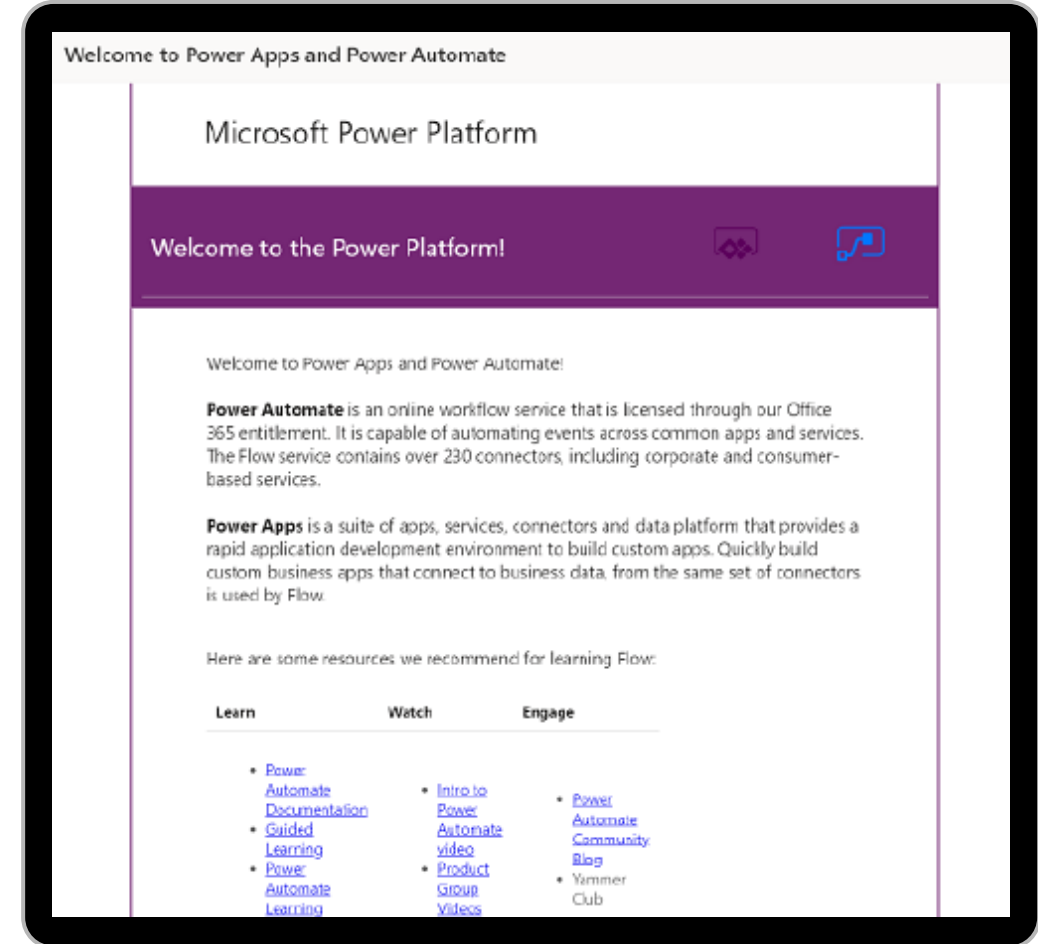 Welcome to Power Apps and Power Automate
Microsoft Power Platform
Welcome to the Power Platform!
Welcome to Power Apps and Power Automate!
Power Automate is an online workflow service that is licensed through our Office
365 entitlement. It is capable of automating events across common apps and services.
The Flow service contains over 230 connectors, including corporate and consumer-
based services.
Power Apps is a suite of apps, services, connectors and data platform that provides a
rapid application development environment to build custom apps. Quickly build
custom business apps that connect to business data, from the same set of connectors
is used by Flow.
Here are some resources we recommend for learning Flow:
Learn
Watch
Engage
• Power
Automate
Documentation
• Guided
Learning
• Power
Automate
Learning
• Intro to
Power
Automate
video
• Product
Group
Videos
• Power
Automate
Community
Blog
• Yammer
Club